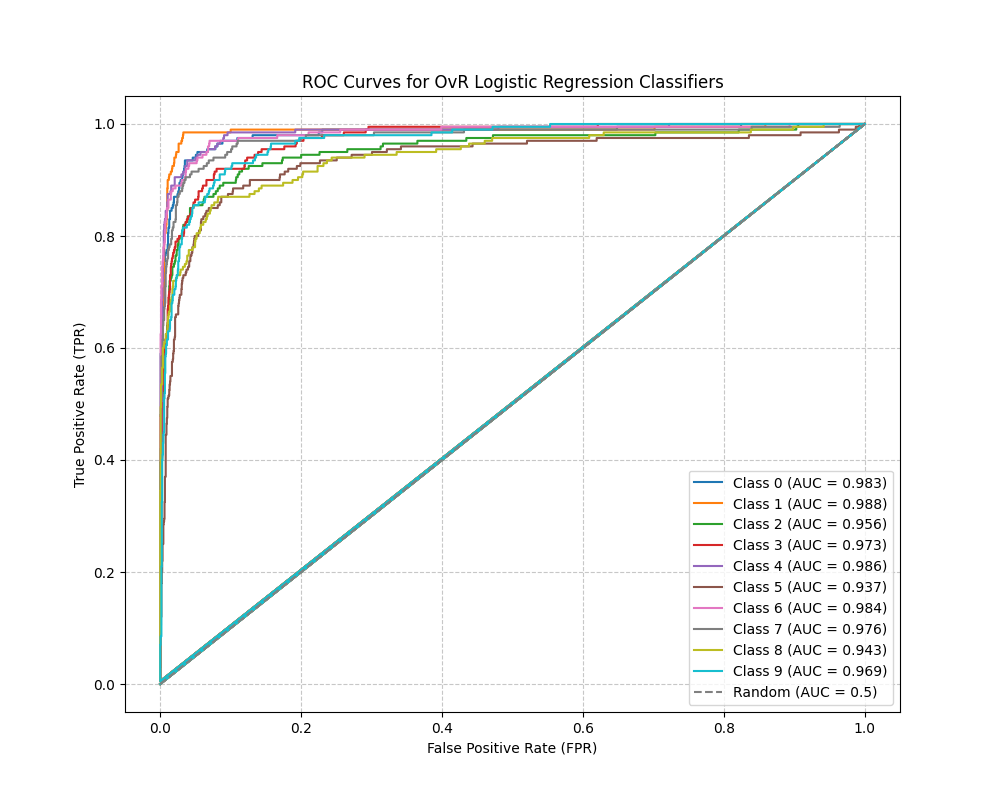 ROC Curves for OvR Logistic Regression Classifiers
True Positive Rate (TPR)
1.0
0.8
0.6
0.4
0.2
0.0
0.0 0.2 0.4 0.6 0.8 1.0
False Positive Rate (FPR)
Class 0 (AUC = 0.983)
Class 1 (AUC = 0.988)
Class 2 (AUC = 0.956)
Class 3 (AUC = 0.973)
Class 4 (AUC = 0.986)
Class 5 (AUC = 0.937)
Class 6 (AUC = 0.984)
Class 7 (AUC = 0.976)
Class 8 (AUC = 0.943)
Class 9 (AUC = 0.969)
Random (AUC = 0.5)